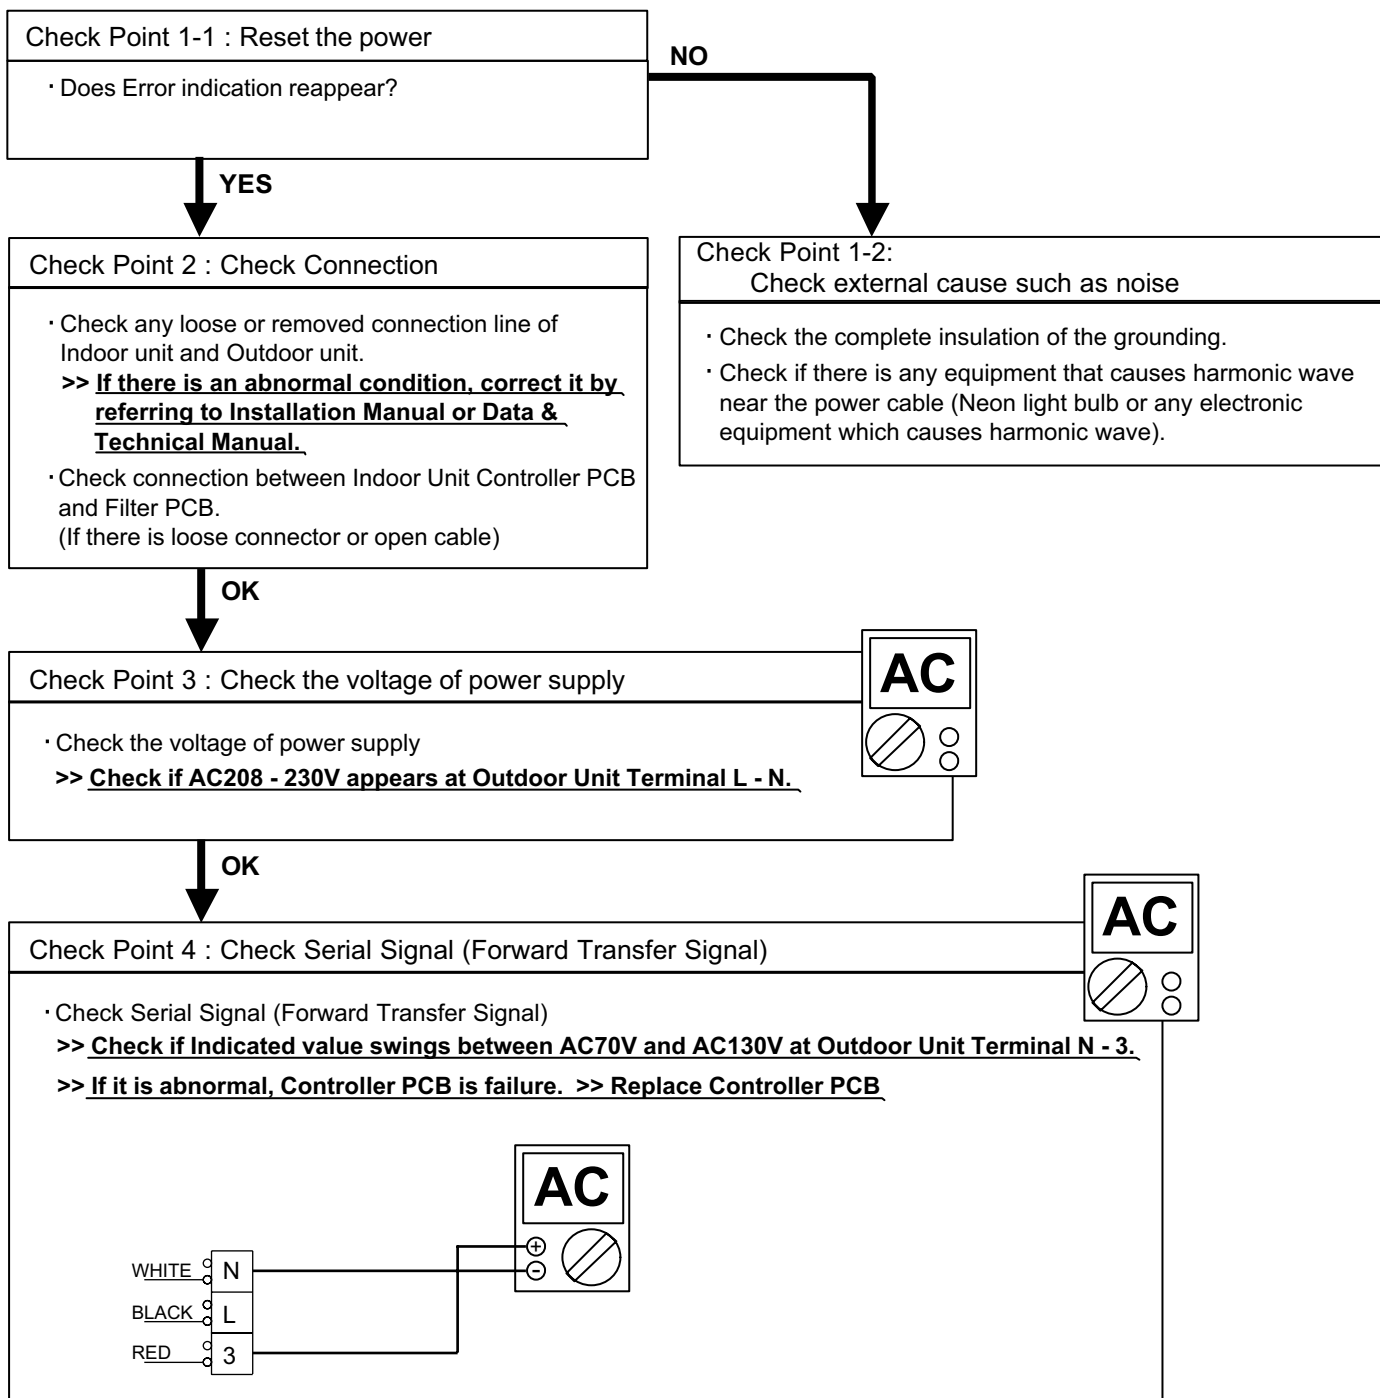 Check Point 1-1 : Reset the power
· Does Error indication reappear?
NO
YES
Check Point 2 : Check Connection
· Check any loose or removed connection line of
Indoor unit and Outdoor unit.
>> If there is an abnormal condition, correct it by
referring to Installation Manual or Data &
Technical Manual.
· Check connection between Indoor Unit Controller PCB
and Filter PCB.
(If there is loose connector or open cable)
Check Point 1-2:
Check external cause such as noise
· Check the complete insulation of the grounding.
· Check if there is any equipment that causes harmonic wave
near the power cable (Neon light bulb or any electronic
equipment which causes harmonic wave).
OK
Check Point 3 : Check the voltage of power supply
AC
· Check the voltage of power supply
>> Check if AC208 - 230V appears at Outdoor Unit Terminal L - N.
OK
Check Point 4 : Check Serial Signal (Forward Transfer Signal)
AC
· Check Serial Signal (Forward Transfer Signal)
>> Check if Indicated value swings between AC70V and AC130V at Outdoor Unit Terminal N - 3.
>> If it is abnormal, Controller PCB is failure. >> Replace Controller PCB
AC
+
-
WHITE N
BLACK L
RED 3